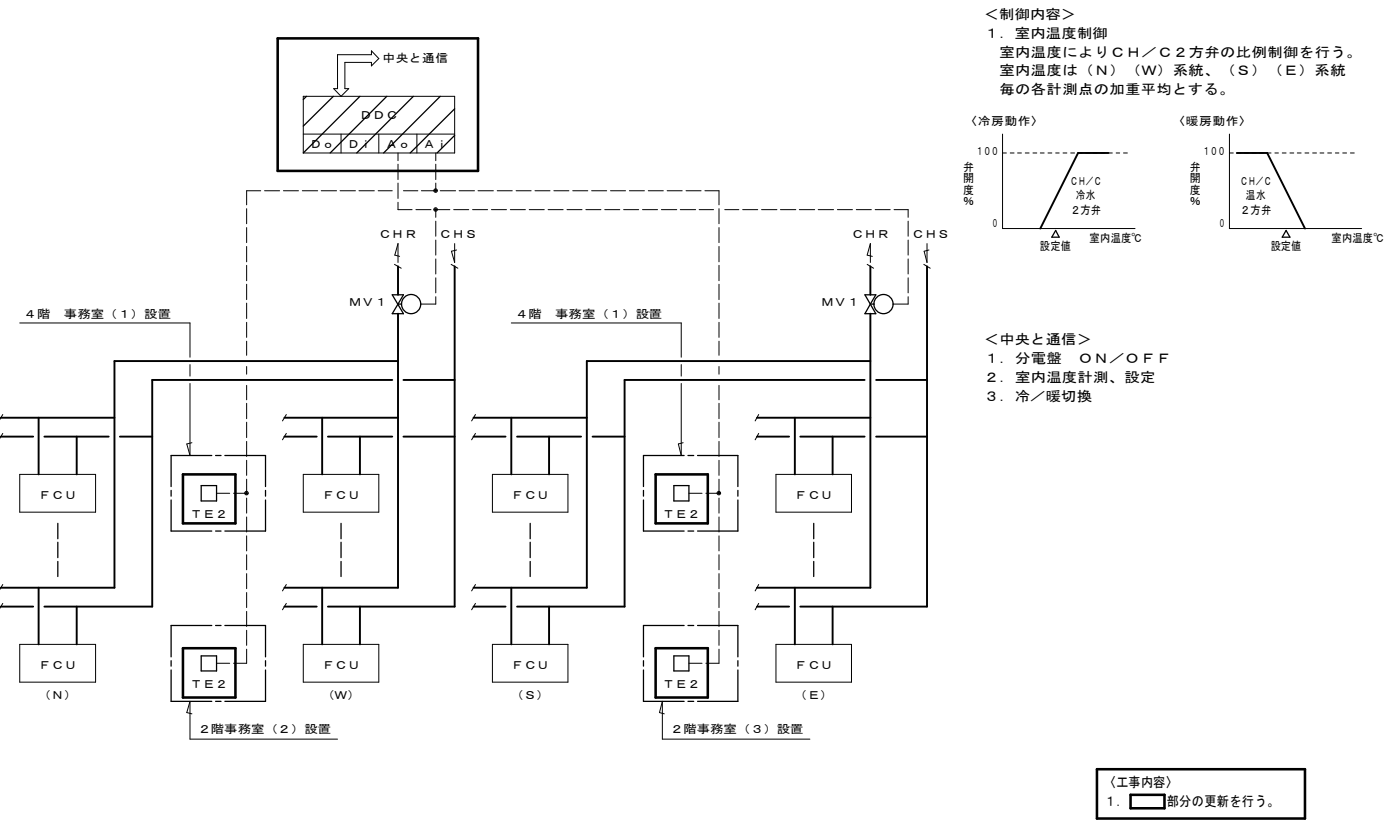 中央と通信
DDC
Do Di Ao Ai
CHR CHS
MV1
4階 事務室（1）設置
FCU
TE2
FCU
FCU
TE2
FCU
（N）
（W）
2階事務室（2）設置
CHR CHS
MV1
4階 事務室（1）設置
FCU
TE2
FCU
FCU
TE2
FCU
（S）
（E）
2階事務室（3）設置
＜制御内容＞
1．室内温度制御
室内温度によりCH／C2方弁の比例制御を行う。
室内温度は（N）（W）系統、（S）（E）系統
毎の各計測点の加重平均とする。
〈冷房動作〉
100
弁開度%
CH/C
冷水
2方弁
0
設定値
室内温度℃
〈暖房動作〉
100
弁開度%
CH/C
温水
2方弁
0
設定値
室内温度℃
＜中央と通信＞
1．分電盤 ON／OFF
2．室内温度計測、設定
3．冷／暖切換
〈工事内容〉
1．部分の更新を行う。